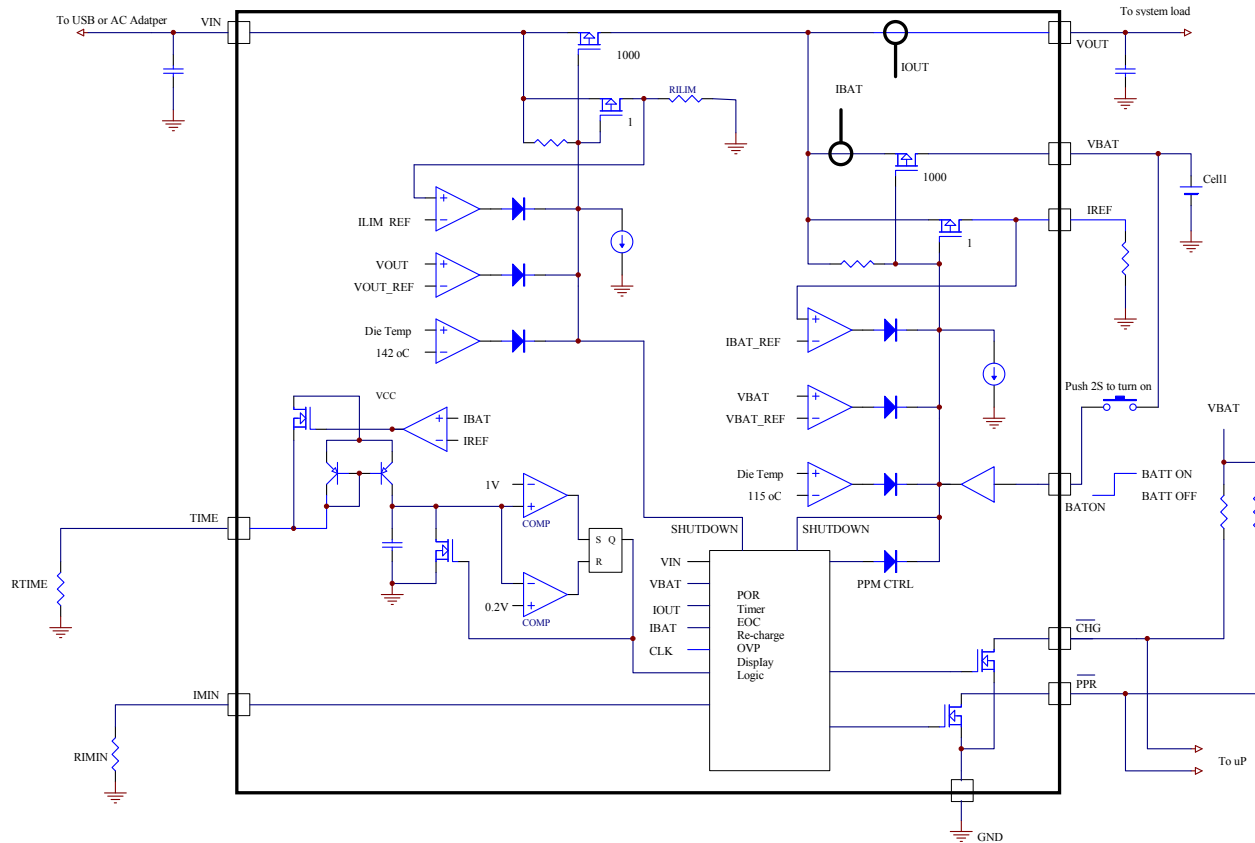 To USB or AC Adatper
VIN
To system load
VOUT
1000
IOUT
IBAT
RILIM
1
VBAT
1000
Cell1
IREF
1
+
−
ILIM_REF
VOUT
+
VOUT_REF
−
Die Temp
+
142 oC
−
+
IBAT_REF
−
VBAT
+
VBAT_REF
−
Push 2S to turn on
VBAT
VCC
IBAT
+
IREF
−
Die Temp
+
115 oC
−
BATT ON
BATT OFF
BATON
1V
−
+
COMP
TIME
SHUTDOWN
SHUTDOWN
S Q
R
RTIME
VIN
VBAT
IOUT
IBAT
CLK
POR
Timer
EOC
Re-charge
OVP
Display
Logic
PPM CTRL
−
0.2V
+
COMP
CHG
IMIN
PPR
RIMIN
To uP
GND